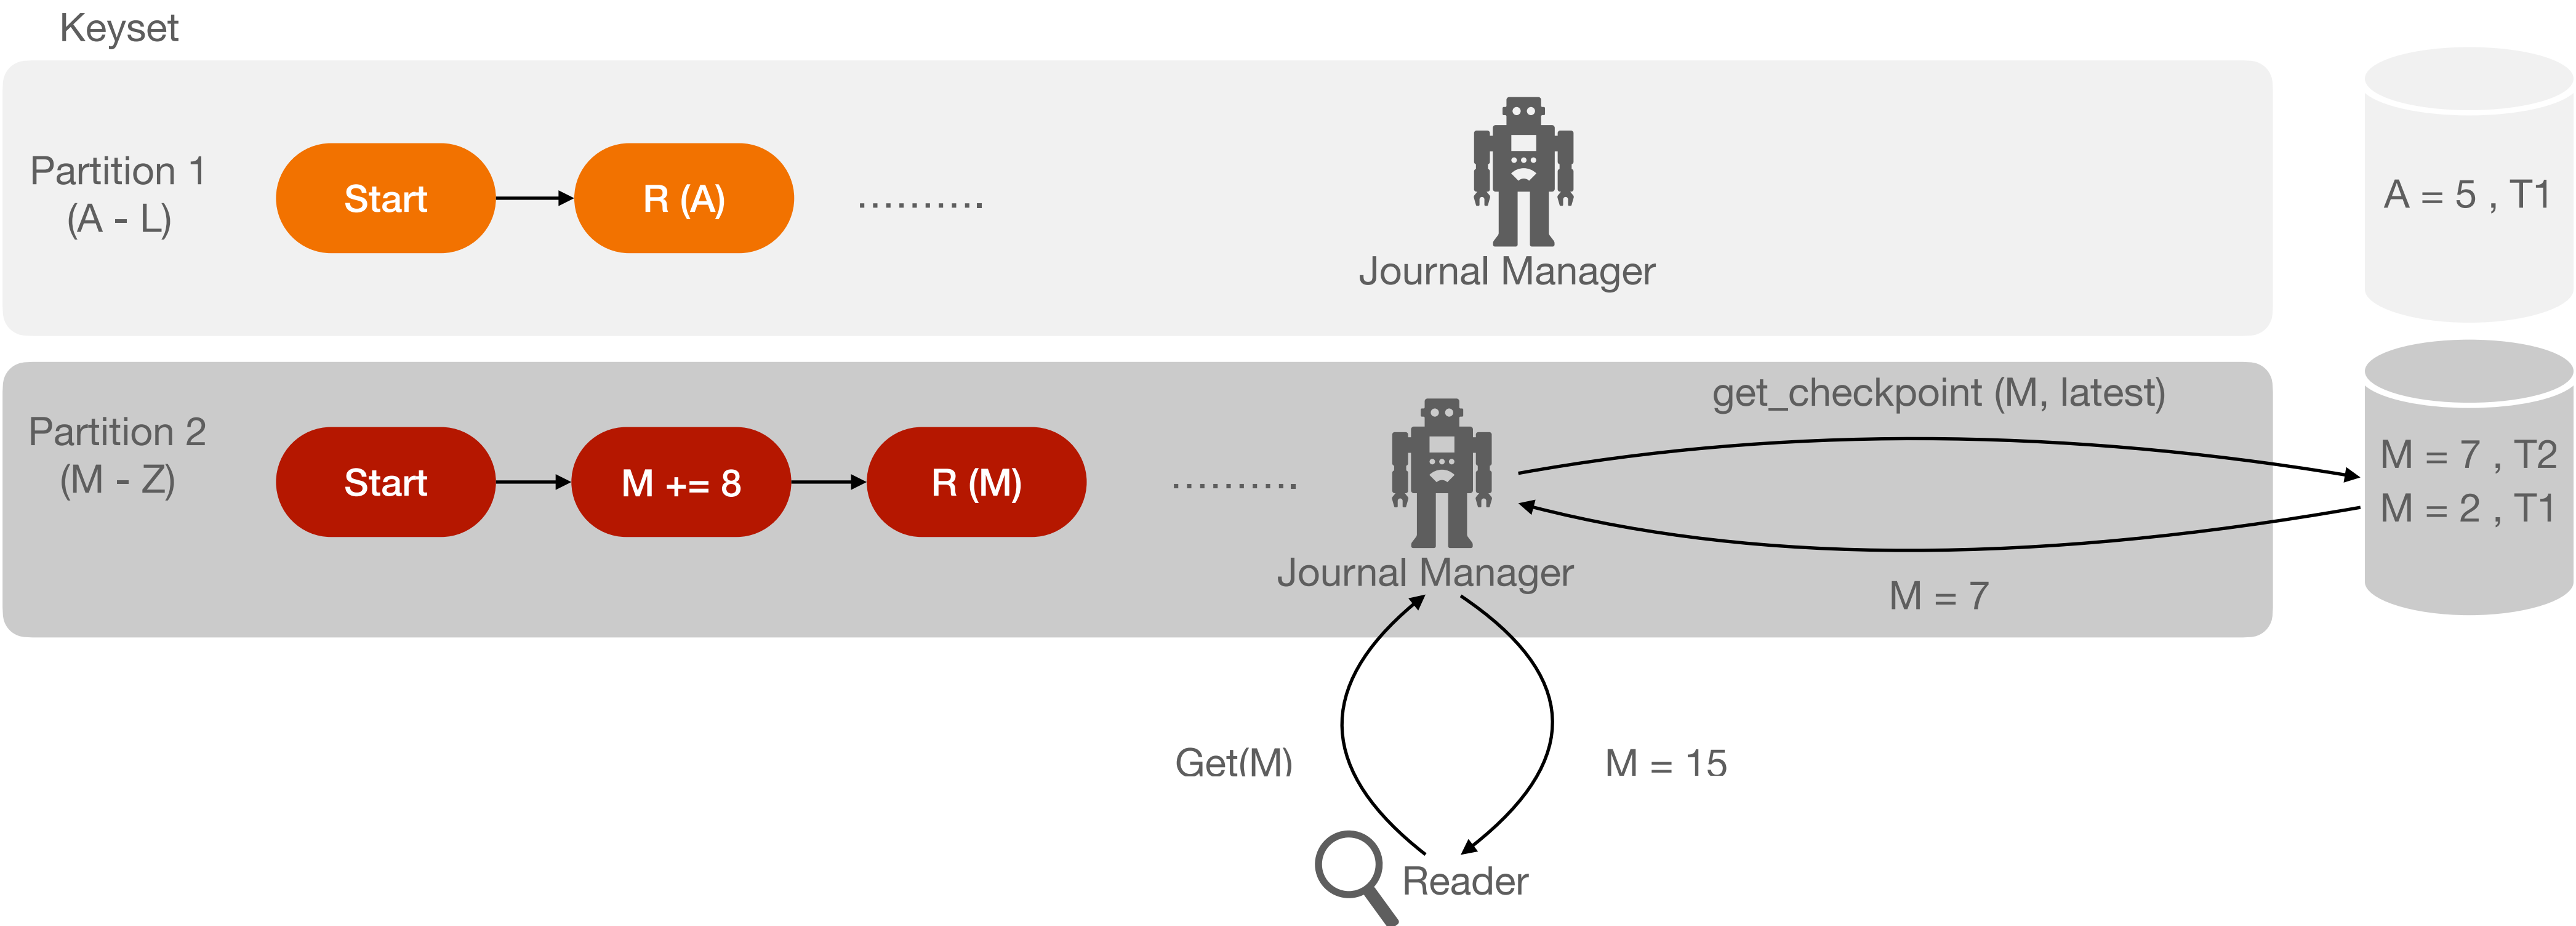 Keyset
Partition 1
(A - L)
Start
R (A)
..........
Journal Manager
A = 5 , T1
Partition 2
(M - Z)
Start
M += 8
R (M)
..........
Journal Manager
get_checkpoint (M, latest)
M = 7
M = 7 , T2
M = 2 , T1
Get(M)
M = 15
Reader